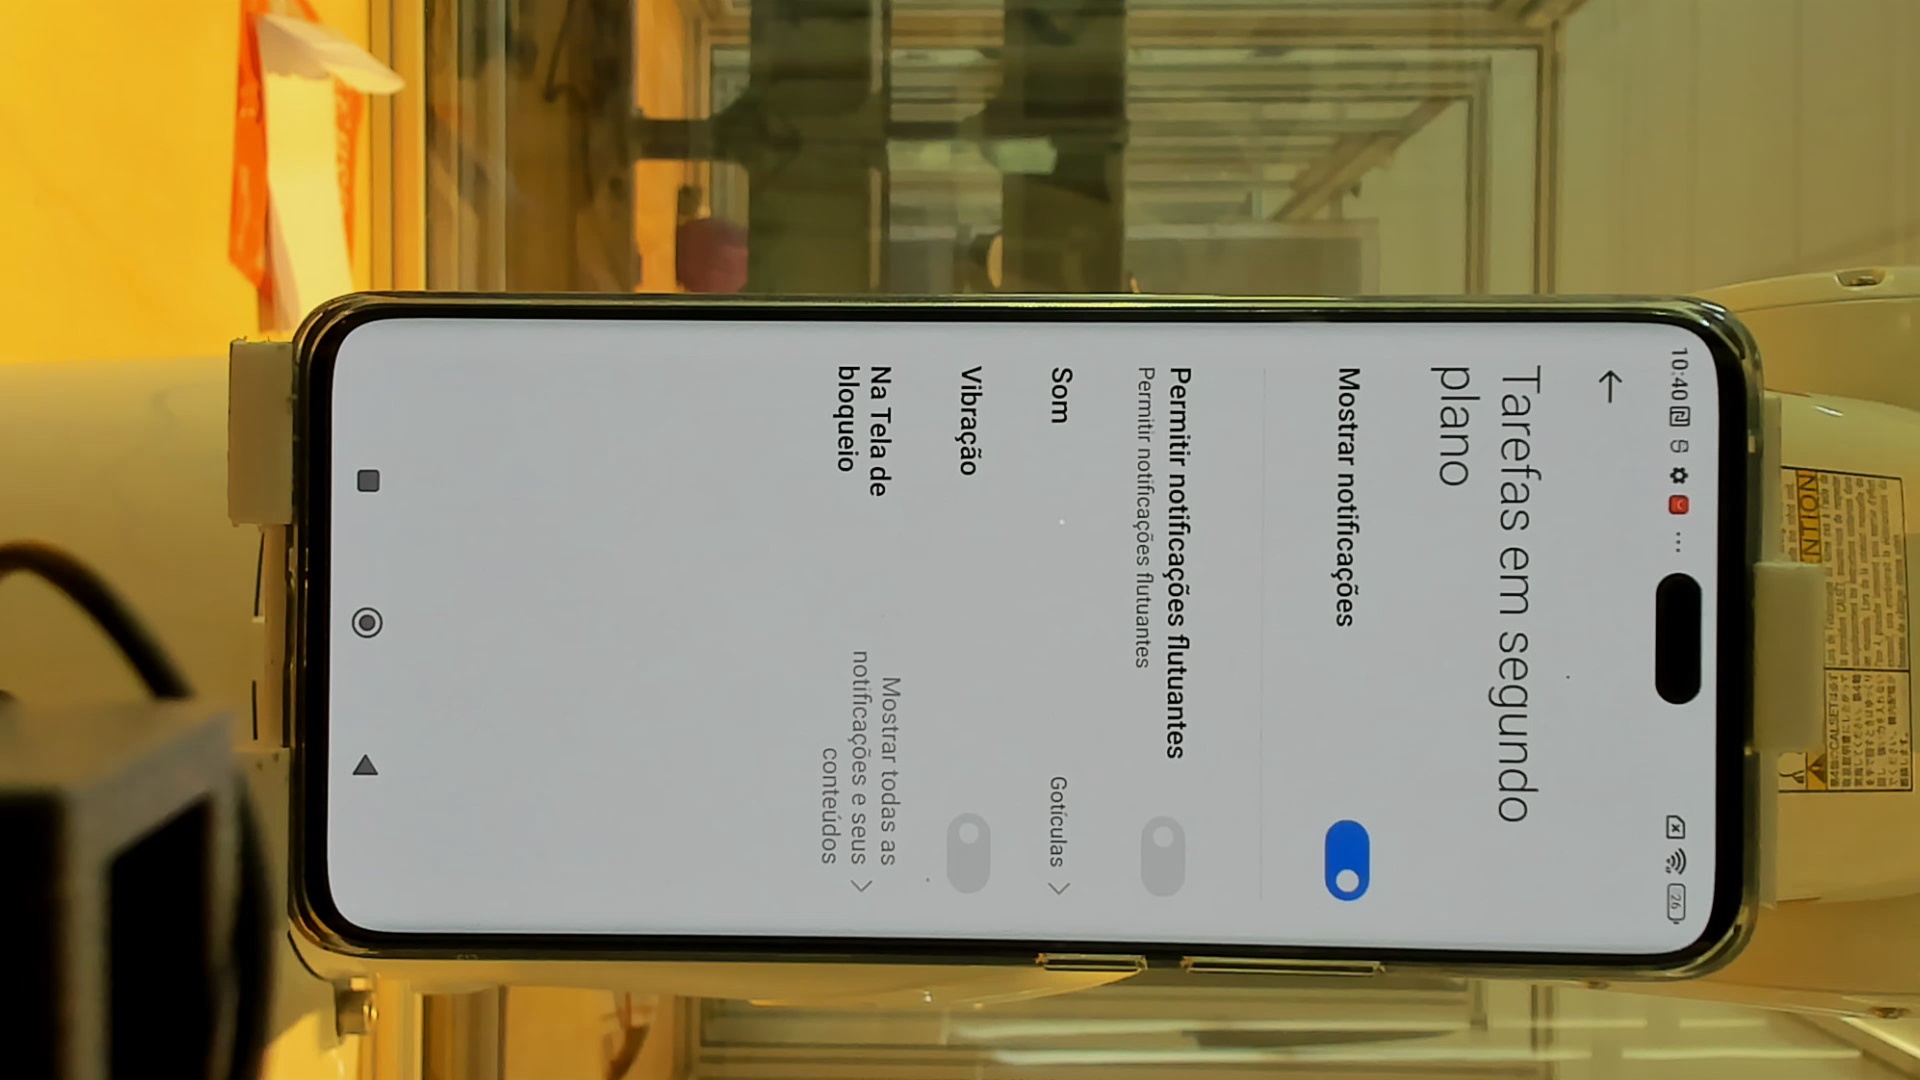 10:40
26
Tarefas em segundo
plano
Mostrar notificações
Permitir notificações flutuantes
Permitir notificações flutuantes
Som
Gotículas
Vibração
Na Tela de
bloqueio
Mostrar todas as
notificações e seus
conteúdos